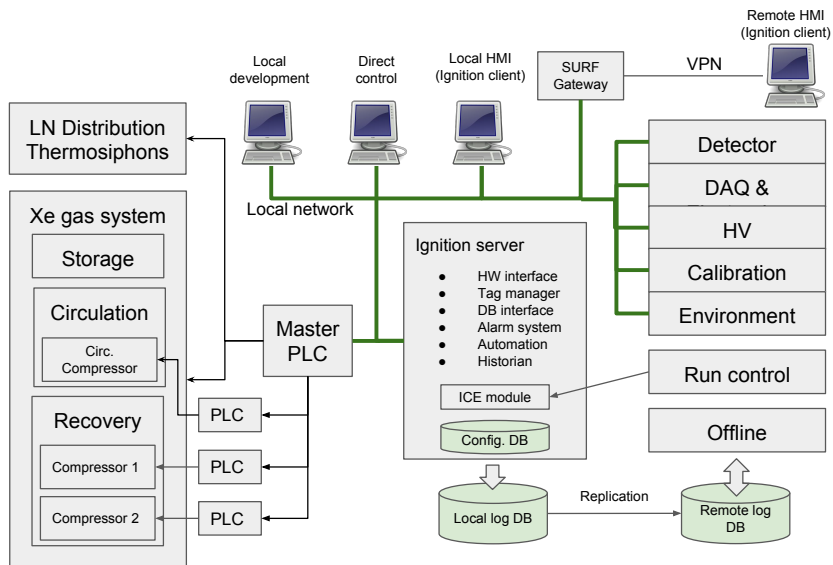 Remote HMI
(Ignition client)
Local
development
Direct
control
Local HMI
(Ignition client)
SURF
Gateway
VPN
LN Distribution
Thermosiphons
Detector
DAQ &
HV
Calibration
Environment
Local network
Xe gas system
Storage
Circulation
Circ.
Compressor
Recovery
Compressor 1
Compressor 2
Master
PLC
PLC
PLC
PLC
Ignition server
● HW interface
● Tag manager
● DB interface
● Alarm system
● Automation
● Historian
ICE module
Config. DB
Run control
Offline
Local log DB
Replication
Remote log
DB